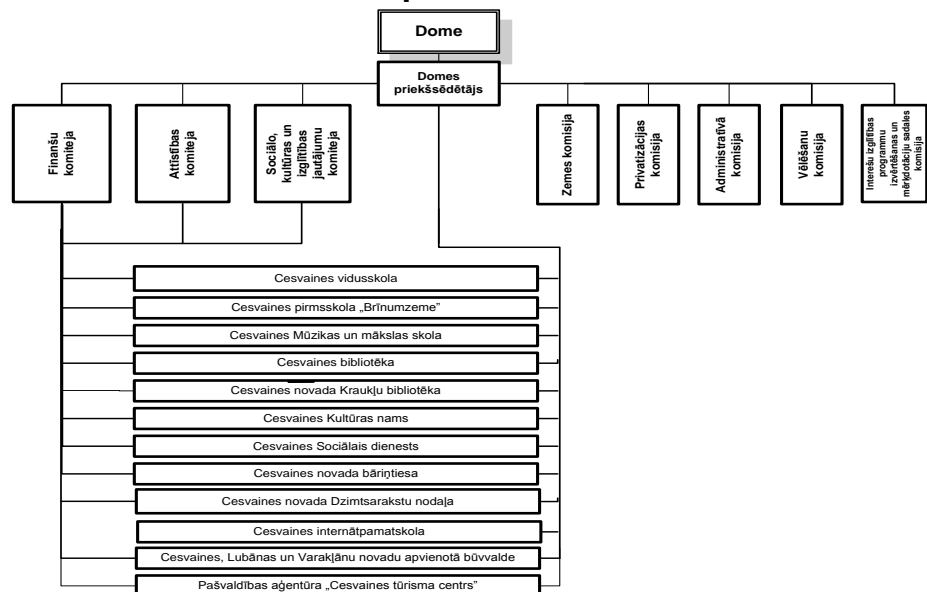 Dome
Domes
priekšsēdētājs
Finanšu
komiteja
Attīstības
komiteja
Sociālo,
kultūras un
izglītības
jautājumu
komiteja
Zemes komisija
Privatizācijas
komisija
Administratīvā
komisija
Vēlēšanu
komisija
Interešu izglītības
programmu
izvērtēšanas un
mērķdotāciju sadales
komisija
Cesvaines vidusskola
Cesvaines pirmsskola „Brīnumzeme”
Cesvaines Mūzikas un mākslas skola
Cesvaines bibliotēka
Cesvaines novada Kraukļu bibliotēka
Cesvaines Kultūras nams
Cesvaines Sociālais dienests
Cesvaines novada bāriņtiesa
Cesvaines novada Dzimtsarakstu nodaļa
Cesvaines internātpamatskola
Cesvaines, Lubānas un Varakļānu novadu apvienotā būvvalde
Pašvaldības aģentūra „Cesvaines tūrisma centrs”